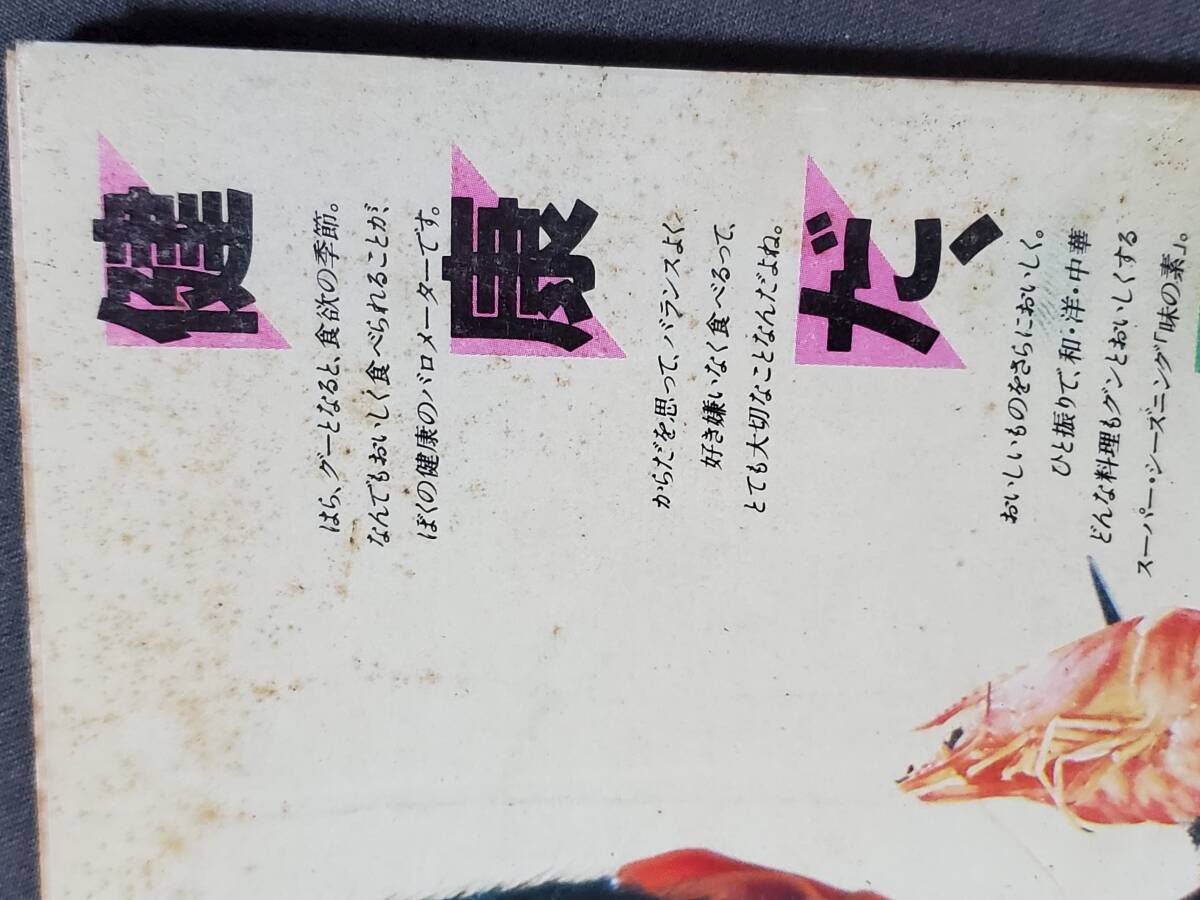 健
はら、グーとなると、食欲の季節。
なんでもおいしく食べられることが、
ぼくの健康のバロメーターです。
康
からだを思って、バランスよく
好き嫌いなく食べるって、
とても大切なことなんだよね。
だ、
おいしいものをさらにおいしく。
ひと振りで、和・洋・中華
どんな料理もグンとおいしくする
スーパー・シーズニング「味の素」。